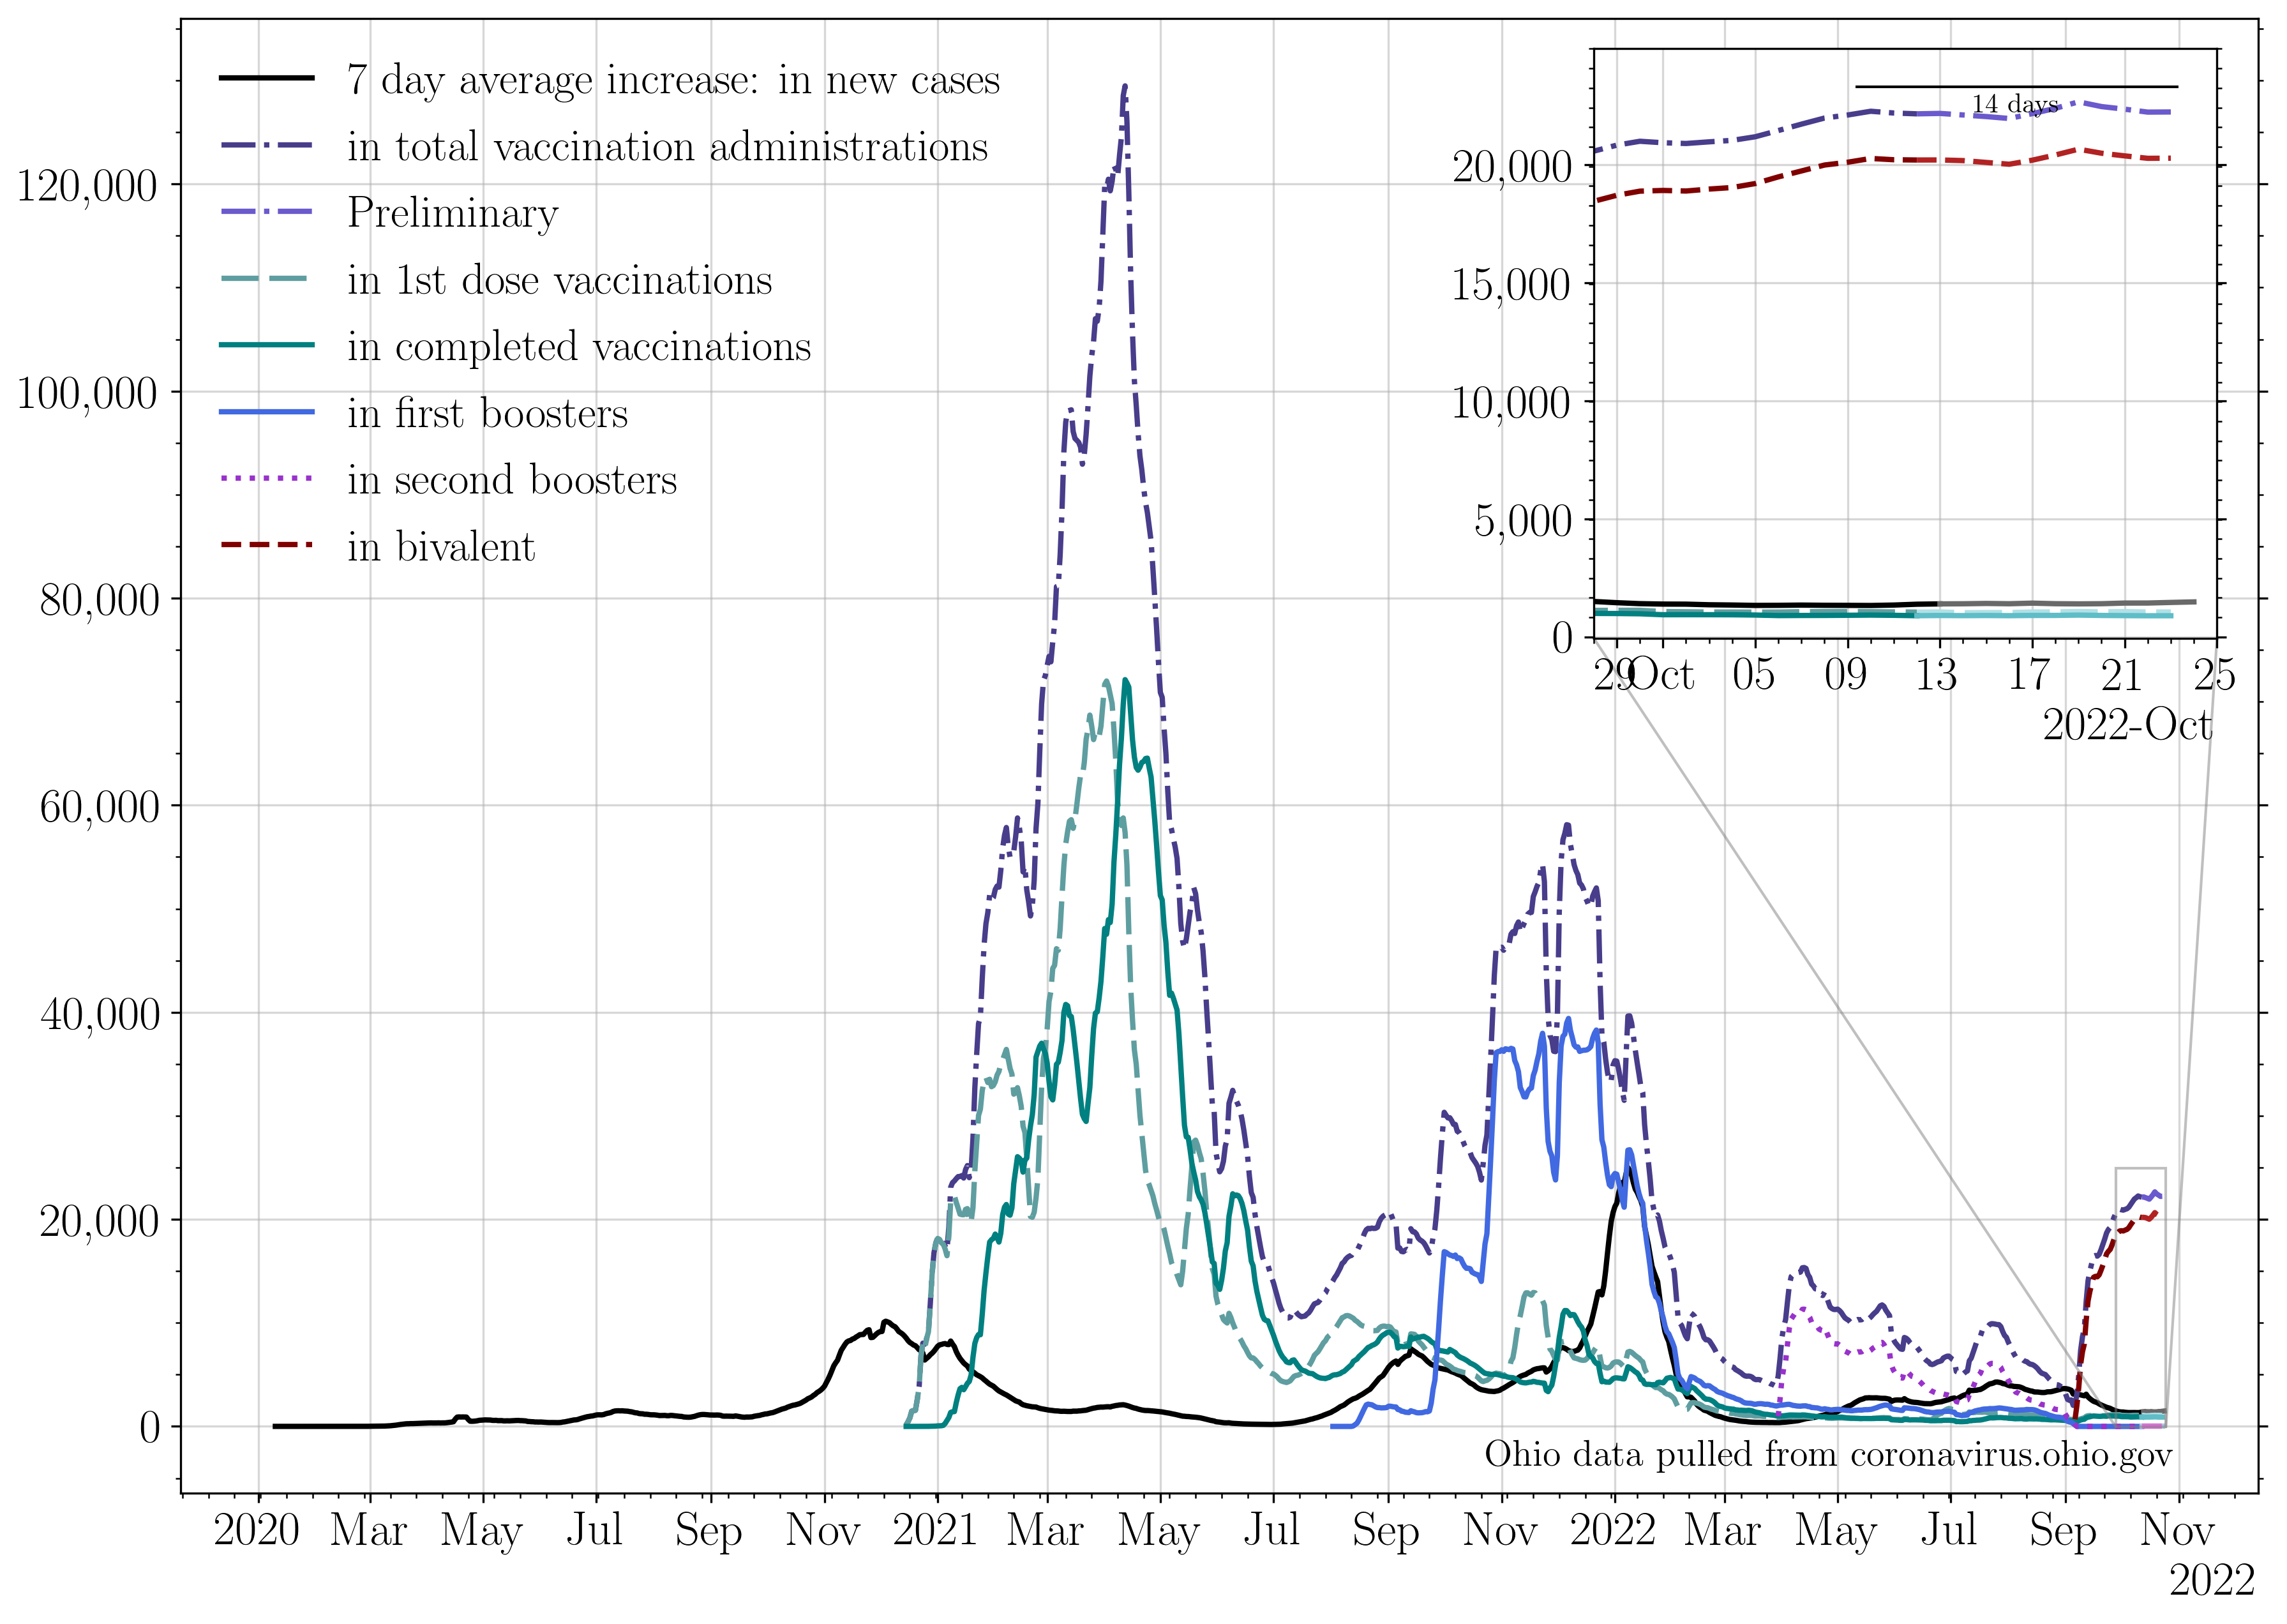 7 day average increase: in new cases
in total vaccination administrations
Preliminary
in 1st dose vaccinations
in completed vaccinations
in first boosters
in second boosters
in bivalent
120,000
100,000
80,000
60,000
40,000
20,000
0
14 days
20,000
15,000
10,000
5,000
0
29 Oct 05 09 13 17 21 25
2022-Oct
Ohio data pulled from coronavirus.ohio.gov
2020 Mar May Jul Sep Nov 2021 Mar May Jul Sep Nov 2022 Mar May Jul Sep Nov
2022